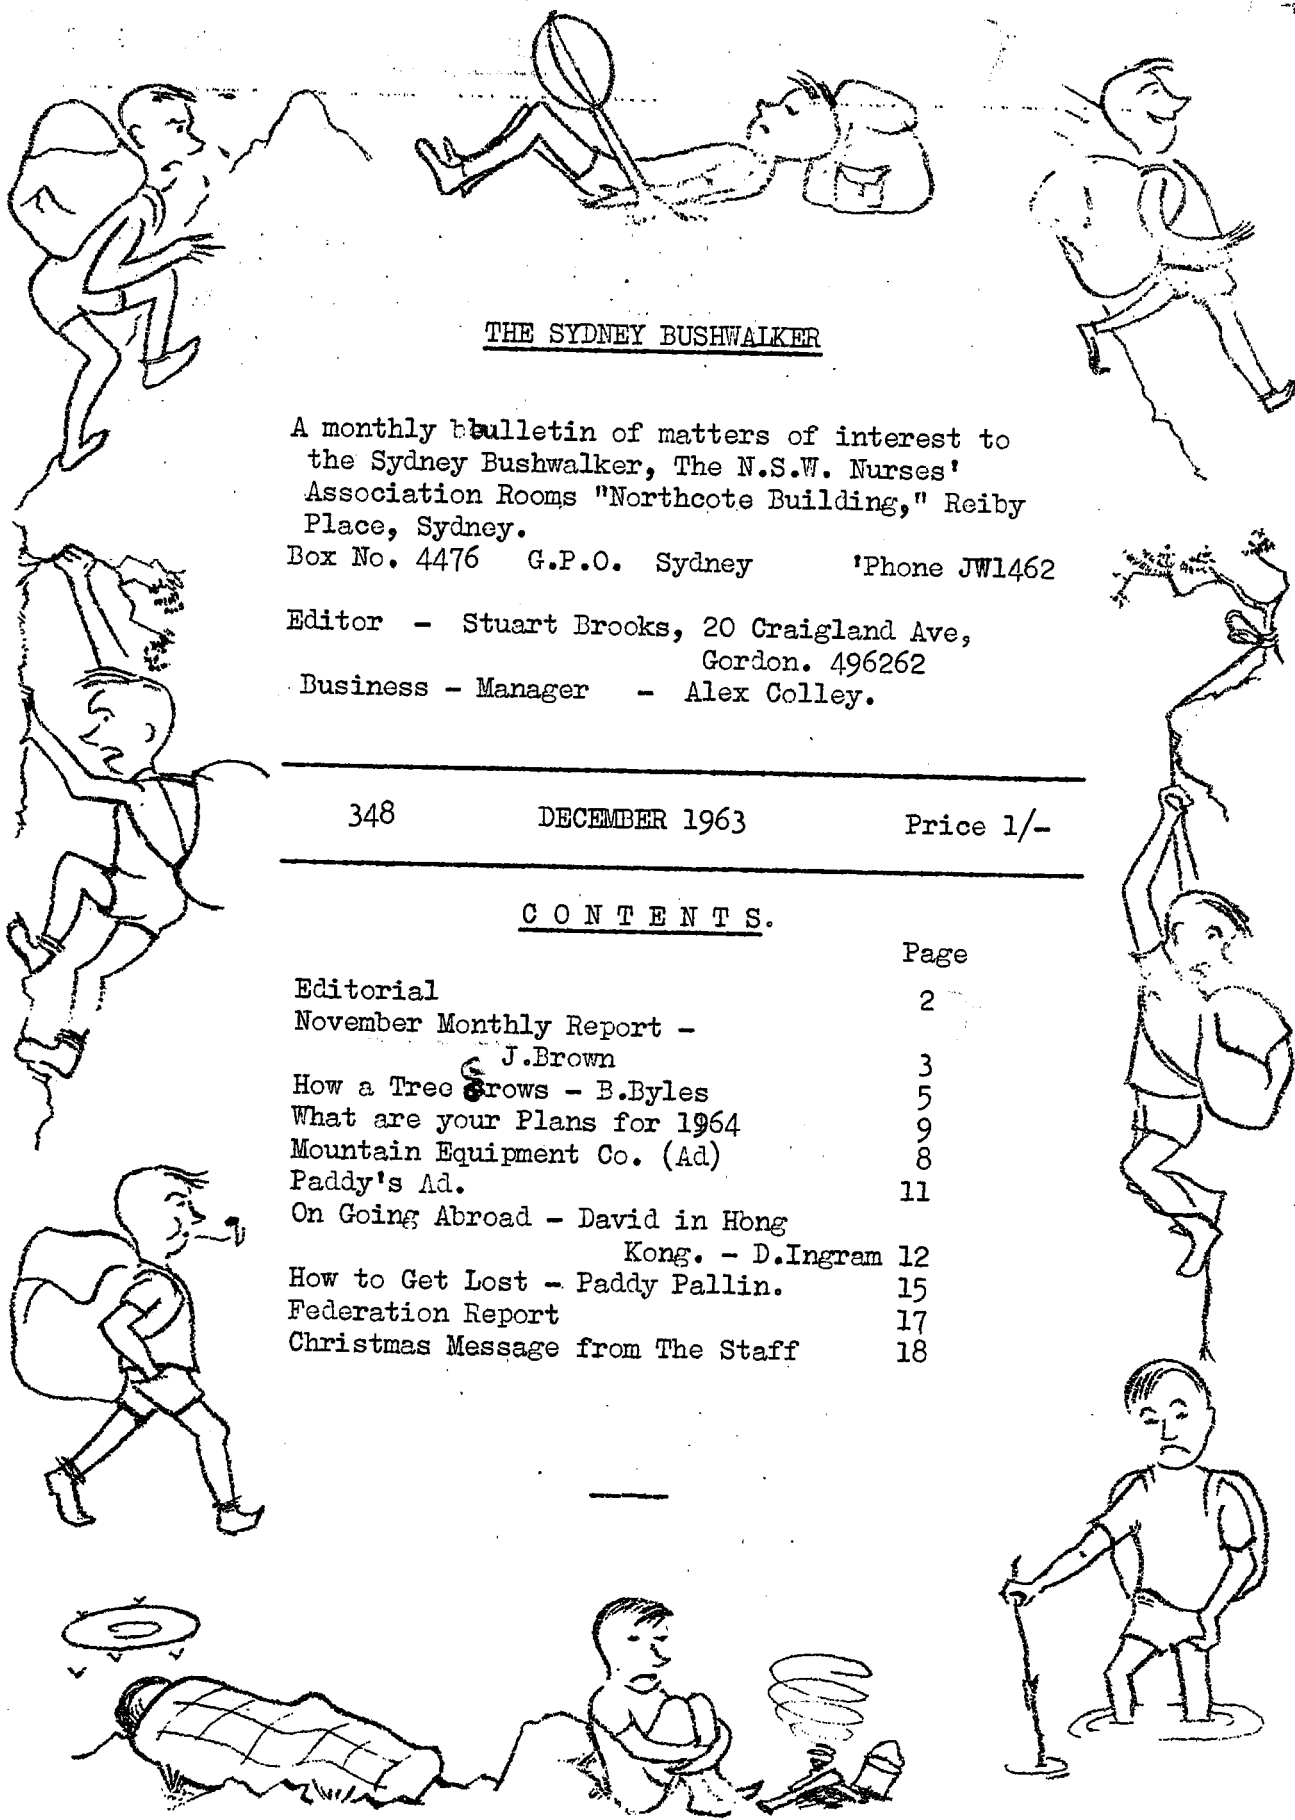 THE SYDNEY BUSHWALKER
A monthly bbulletin of matters of interest to
the Sydney Bushwalker, The N.S.W. Nurses'
Association Rooms "Northcote Building," Reiby
Place, Sydney.
Box No. 4476 G.P.O. Sydney 'Phone JW1462
Editor - Stuart Brooks, 20 Craigland Ave,
Gordon. 496262
Business - Manager - Alex Colley.
348 DECEMBER 1963 Price 1/-
CONTENTS.
Page
Editorial 2
November Monthly Report -
J.Brown 3
How a Tree Grows - B.Byles 5
What are your Plans for 1964 9
Mountain Equipment Co. (Ad) 8
Paddy's Ad. 11
On Going Abroad - David in Hong
Kong. - D.Ingram 12
How to Get Lost - Paddy Pallin. 15
Federation Report 17
Christmas Message from The Staff 18